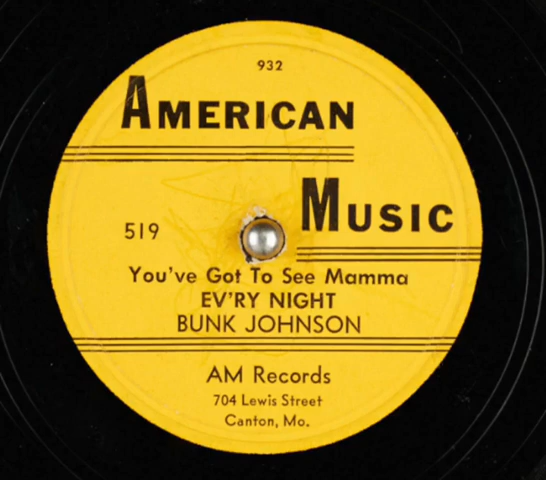 932
AMERICAN
MUSIC
519
You've Got To See Mamma
EV'RY NIGHT
BUNK JOHNSON
AM Records
704 Lewis Street
Canton, Mo.